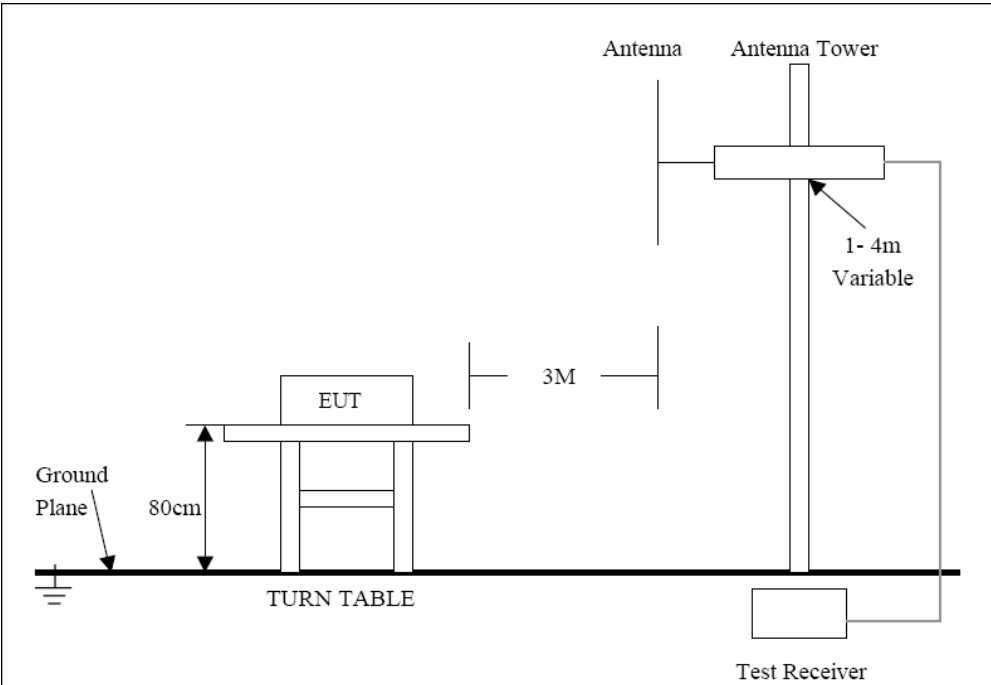 Antenna
Antenna Tower
1- 4m
Variable
3M
EUT
Ground
Plane
80cm
TURN TABLE
Test Receiver